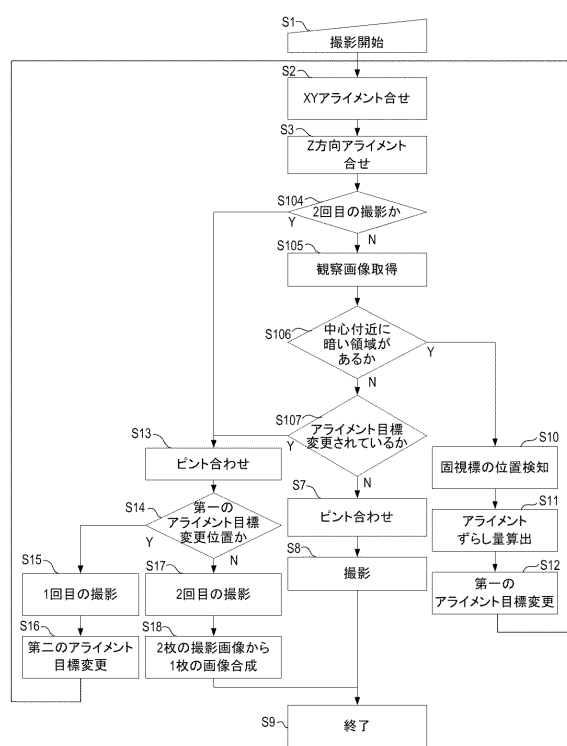 S1
撮影開始
S2
XYアライメント合せ
S3
Z方向アライメント
合せ
S104
2回目の撮影か
Y
N
S105
観察画像取得
S106
中心付近に
暗い領域が
あるか
Y
N
S107
アライメント目標
変更されているか
Y
N
S13
ピント合わせ
S14
第一の
アライメント目標
変更位置か
Y
N
S15
1回目の撮影
S16
第二のアライメント
目標変更
S17
2回目の撮影
S18
2枚の撮影画像から
1枚の画像合成
S7
ピント合わせ
S8
撮影
S10
固視標の位置検知
S11
アライメント
ずらし量算出
S12
第一の
アライメント目標変更
S9
終了